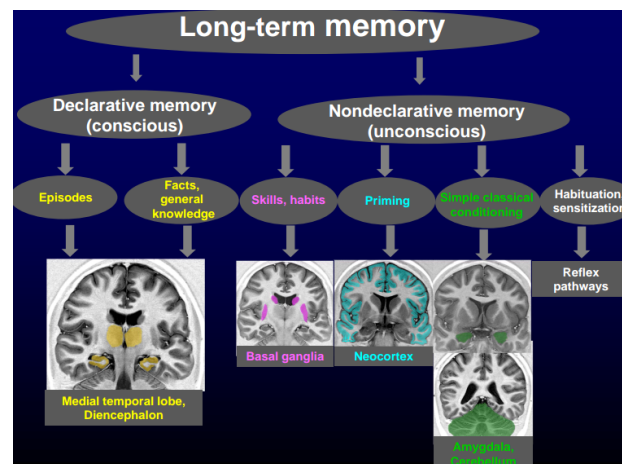 Long-term memory
Declarative memory
(conscious)
Nondeclarative memory
(unconscious)
Episodes
Facts,
general
knowledge
Skills, habits
Priming
Simple classical
conditioning
Habituation,
sensitization
Reflex
pathways
Basal ganglia
Neocortex
Medial temporal lobe,
Diencephalon
Amygdala,
Cerebellum